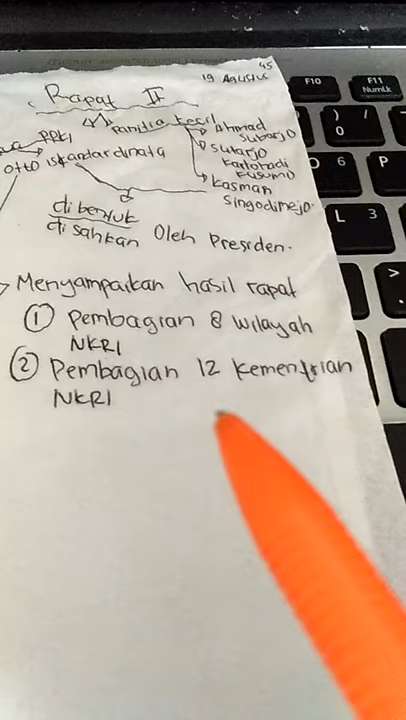 19 Agustus 45
Rapat II
Panitia Kecil
PPKI
Ahmad
Subarjo
Sutarjo
Kartohadi
Kusumo
Otto iskandardinata
Kasman
Singodimejo.
dibentuk
disahkan Oleh Presiden.
Menyampaikan hasil rapat
① Pembagian 8 wilayah
NKRI
② Pembagian 12 Kementrian
NKRI
F10
F11
NumLk
)
0
/
O 6
P
L 3
>
.